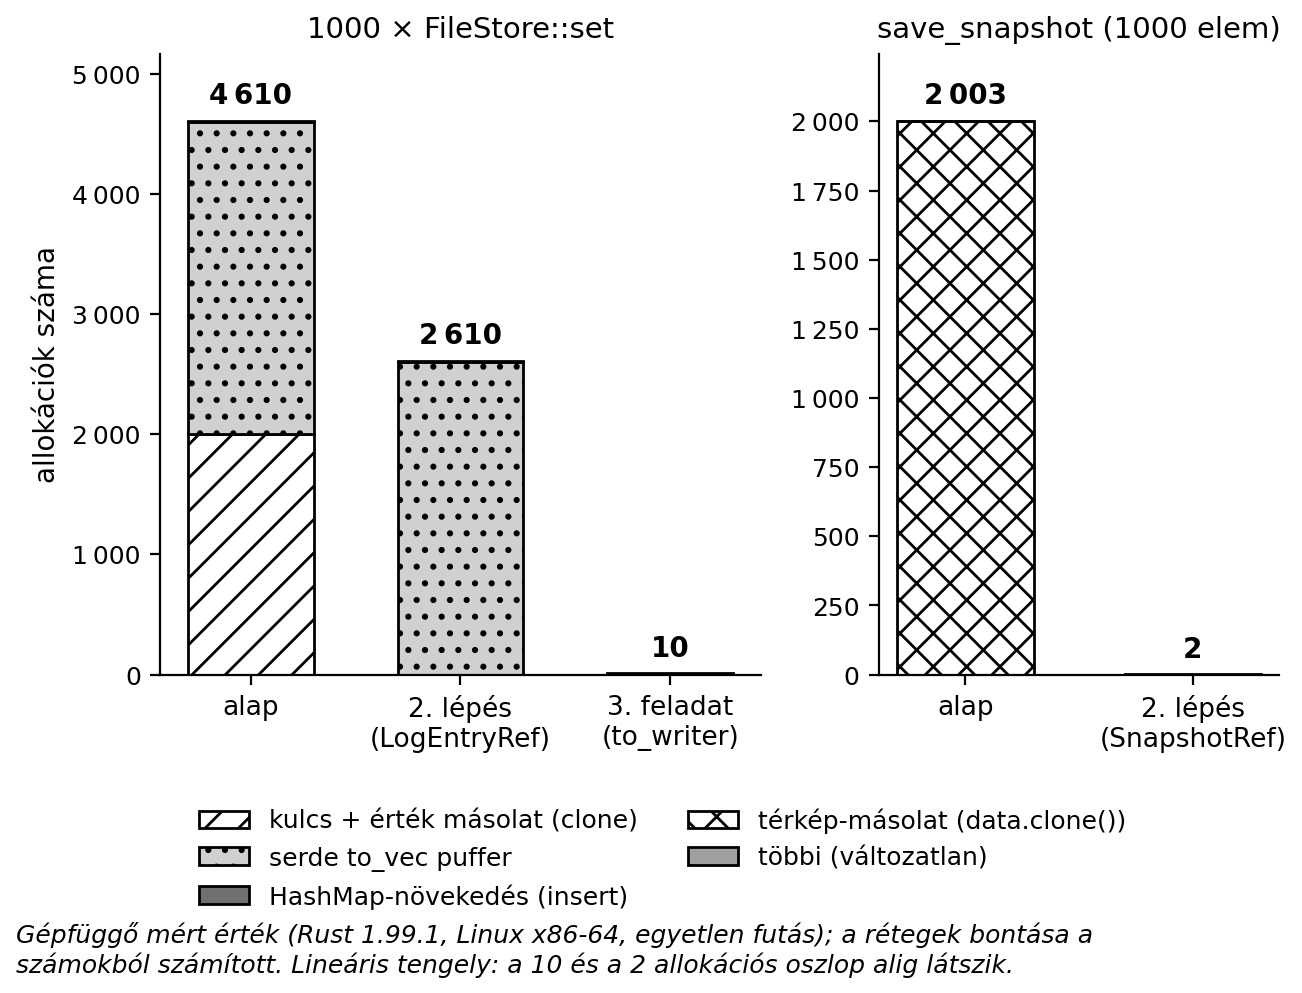 1000 × FileStore::set
allokációk száma
5 000
4 000
3 000
2 000
1 000
0
4 610
2 610
10
alap
2. lépés
(LogEntryRef)
3. feladat
(to_writer)
save_snapshot (1000 elem)
2 000
1 750
1 500
1 250
1 000
750
500
250
0
2 003
2
alap
2. lépés
(SnapshotRef)
kulcs + érték másolat (clone)
serde to_vec puffer
HashMap-növekedés (insert)
térkép-másolat (data.clone())
többi (változatlan)
Gépfüggő mért érték (Rust 1.99.1, Linux x86-64, egyetlen futás); a rétegek bontása a
számokból számított. Lineáris tengely: a 10 és a 2 allokációs oszlop alig látszik.